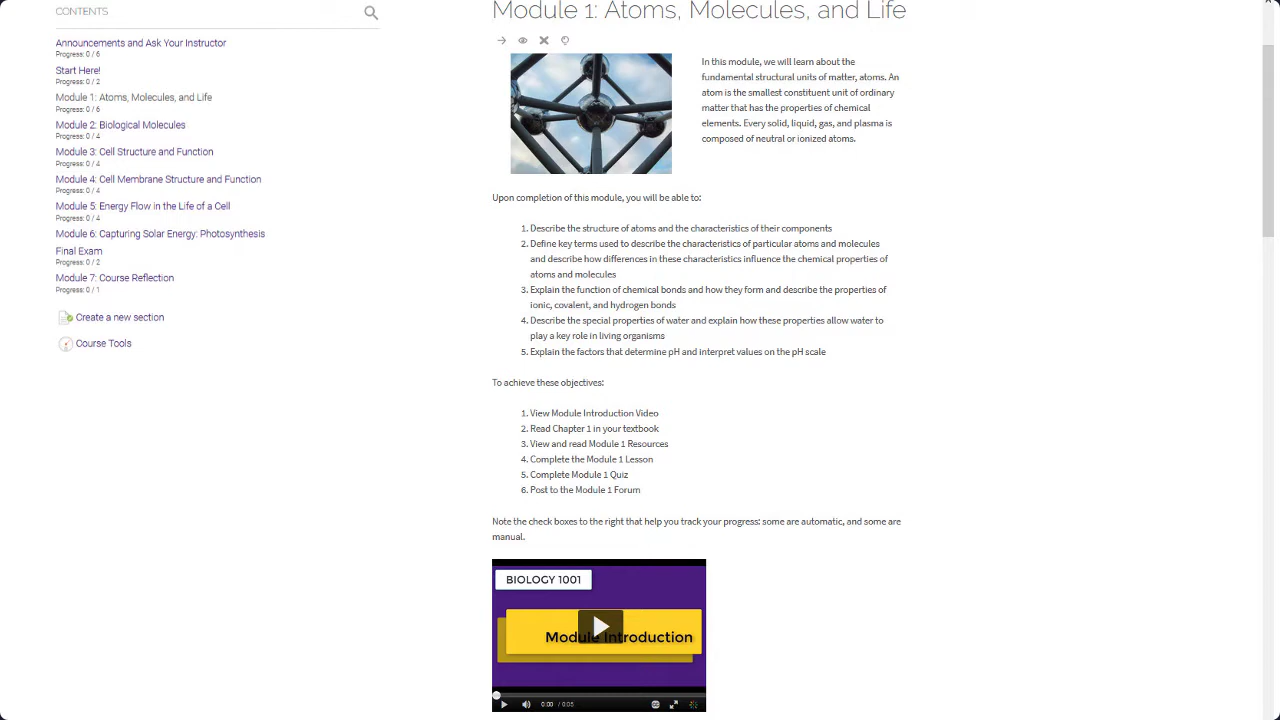 CONTENTS
Announcements and Ask Your Instructor
Progress: 0 / 6
Start Here!
Progress: 0 / 2
Module 1: Atoms, Molecules, and Life
Progress: 0 / 6
Module 2: Biological Molecules
Progress: 0 / 4
Module 3: Cell Structure and Function
Progress: 0 / 4
Module 4: Cell Membrane Structure and Function
Progress: 0 / 4
Module 5: Energy Flow in the Life of a Cell
Progress: 0 / 4
Module 6: Capturing Solar Energy: Photosynthesis
Progress: 0 / 4
Final Exam
Progress: 0 / 2
Module 7: Course Reflection
Progress: 0 / 1
Create a new section
Course Tools
Module 1: Atoms, Molecules, and Life
In this module, we will learn about the
fundamental structural units of matter, atoms. An
atom is the smallest constituent unit of ordinary
matter that has the properties of chemical
elements. Every solid, liquid, gas, and plasma is
composed of neutral or ionized atoms.
Upon completion of this module, you will be able to:
1. Describe the structure of atoms and the characteristics of their components
2. Define key terms used to describe the characteristics of particular atoms and molecules
and describe how differences in these characteristics influence the chemical properties of
atoms and molecules
3. Explain the function of chemical bonds and how they form and describe the properties of
ionic, covalent, and hydrogen bonds
4. Describe the special properties of water and explain how these properties allow water to
play a key role in living organisms
5. Explain the factors that determine pH and interpret values on the pH scale
To achieve these objectives:
1. View Module Introduction Video
2. Read Chapter 1 in your textbook
3. View and read Module 1 Resources
4. Complete the Module 1 Lesson
5. Complete Module 1 Quiz
6. Post to the Module 1 Forum
Note the check boxes to the right that help you track your progress: some are automatic, and some are
manual.
BIOLOGY 1001
Module Introduction
0:00 / 0:05